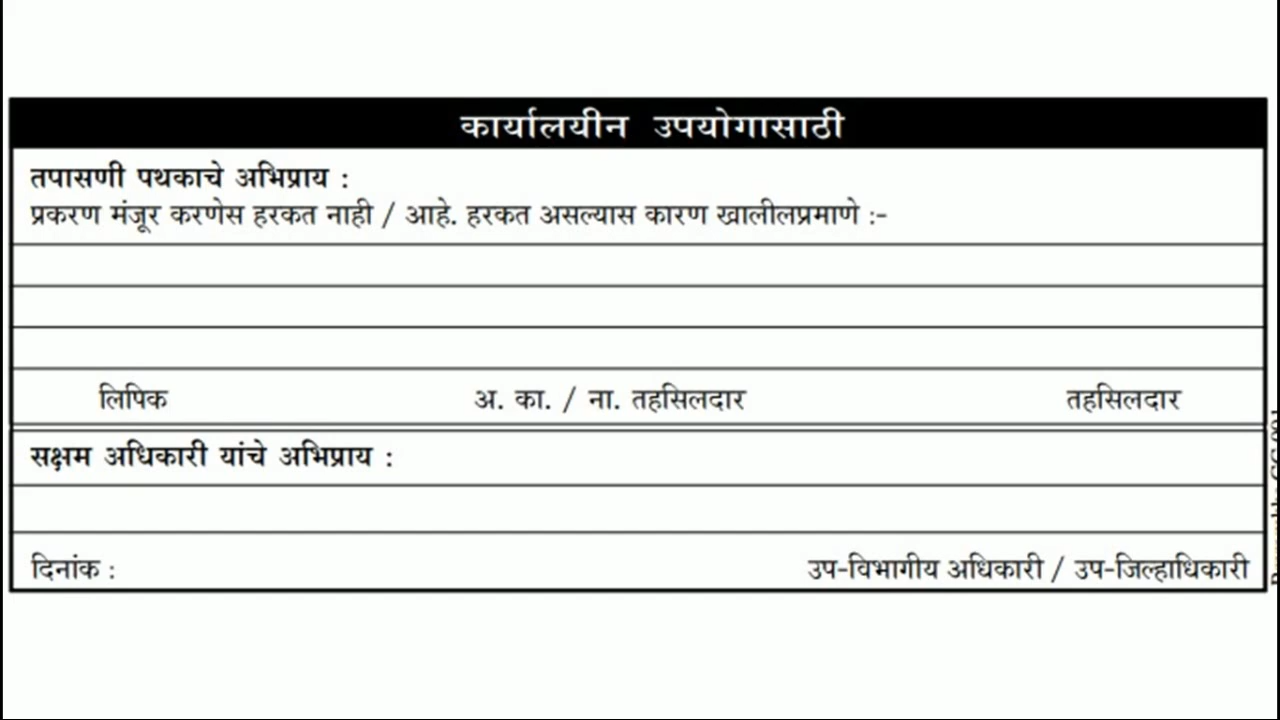 कार्यालयीन उपयोगासाठी
तपासणी पथकाचे अभिप्राय :
प्रकरण मंजूर करणेस हरकत नाही / आहे. हरकत असल्यास कारण खालीलप्रमाणे :-
लिपिक अ. का. / ना. तहसिलदार तहसिलदार
सक्षम अधिकारी यांचे अभिप्राय :
दिनांक : उप-विभागीय अधिकारी / उप-जिल्हाधिकारी